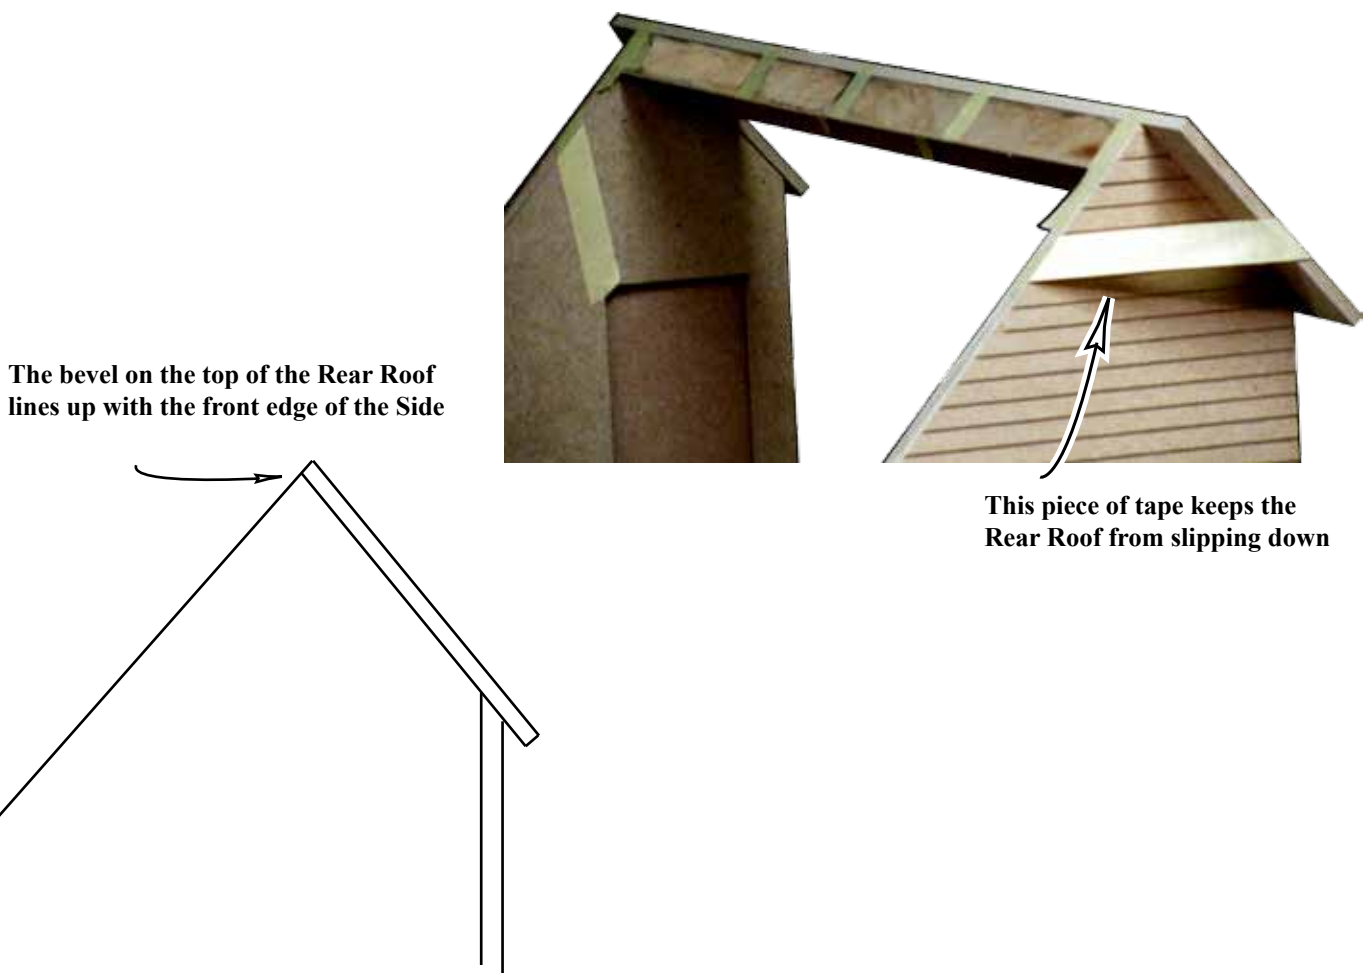 The bevel on the top of the Rear Roof
lines up with the front edge of the Side
This piece of tape keeps the
Rear Roof from slipping down